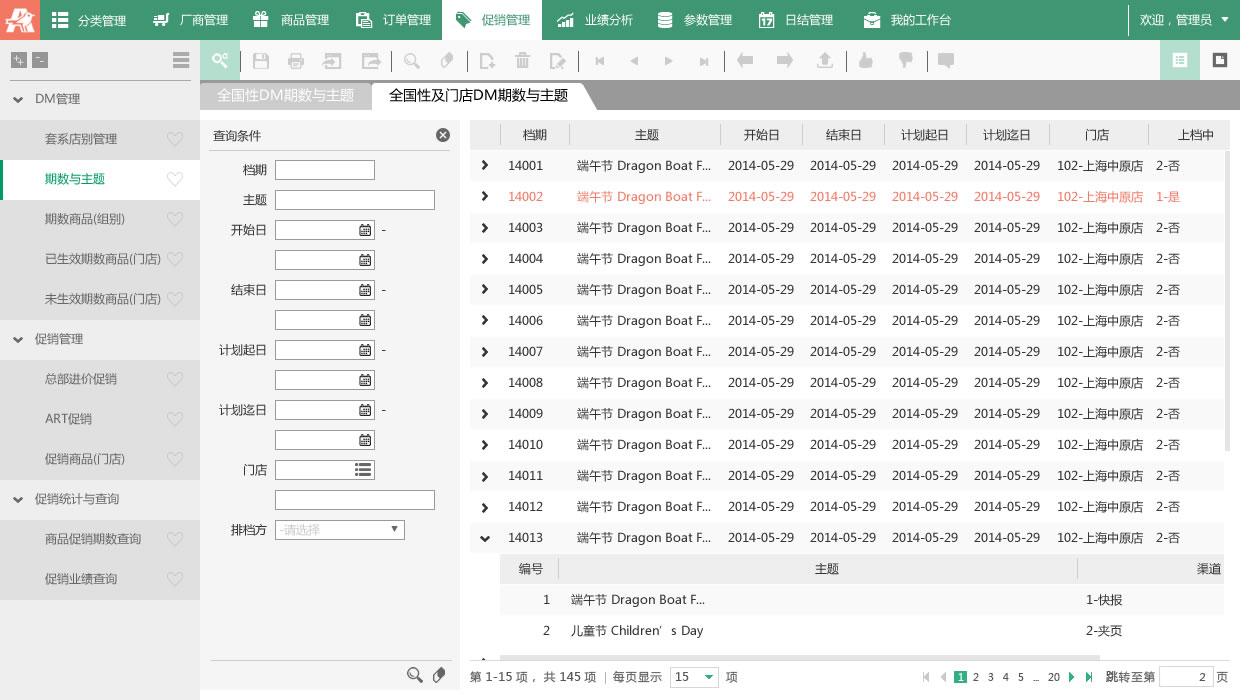 分类管理 厂商管理 商品管理 订单管理 促销管理 业绩分析 参数管理 日结管理 我的工作台 欢迎，管理员
全国性DM期数与主题 全国性及门店DM期数与主题
DM管理
套系店别管理
期数与主题
期数商品(组别)
已生效期数商品(门店)
未生效期数商品(门店)
促销管理
总部进价促销
ART促销
促销商品(门店)
促销统计与查询
商品促销期数查询
促销业绩查询
查询条件
档期
主题
开始日 -
结束日 -
计划起日 -
计划迄日 -
门店
排档方 -请选择
档期 主题 开始日 结束日 计划起日 计划迄日 门店 上档中
14001 端午节 Dragon Boat F... 2014-05-29 2014-05-29 2014-05-29 2014-05-29 102-上海中原店 2-否
14002 端午节 Dragon Boat F... 2014-05-29 2014-05-29 2014-05-29 2014-05-29 102-上海中原店 1-是
14003 端午节 Dragon Boat F... 2014-05-29 2014-05-29 2014-05-29 2014-05-29 102-上海中原店 2-否
14004 端午节 Dragon Boat F... 2014-05-29 2014-05-29 2014-05-29 2014-05-29 102-上海中原店 2-否
14005 端午节 Dragon Boat F... 2014-05-29 2014-05-29 2014-05-29 2014-05-29 102-上海中原店 2-否
14006 端午节 Dragon Boat F... 2014-05-29 2014-05-29 2014-05-29 2014-05-29 102-上海中原店 2-否
14007 端午节 Dragon Boat F... 2014-05-29 2014-05-29 2014-05-29 2014-05-29 102-上海中原店 2-否
14008 端午节 Dragon Boat F... 2014-05-29 2014-05-29 2014-05-29 2014-05-29 102-上海中原店 2-否
14009 端午节 Dragon Boat F... 2014-05-29 2014-05-29 2014-05-29 2014-05-29 102-上海中原店 2-否
14010 端午节 Dragon Boat F... 2014-05-29 2014-05-29 2014-05-29 2014-05-29 102-上海中原店 2-否
14011 端午节 Dragon Boat F... 2014-05-29 2014-05-29 2014-05-29 2014-05-29 102-上海中原店 2-否
14012 端午节 Dragon Boat F... 2014-05-29 2014-05-29 2014-05-29 2014-05-29 102-上海中原店 2-否
14013 端午节 Dragon Boat F... 2014-05-29 2014-05-29 2014-05-29 2014-05-29 102-上海中原店 2-否
编号 主题 渠道
1 端午节 Dragon Boat F... 1-快报
2 儿童节 Children’s Day 2-夹页
第 1-15 项 ，共 145 项 | 每页显示 15 项 1 2 3 4 5 ... 20 跳转至第 2 页